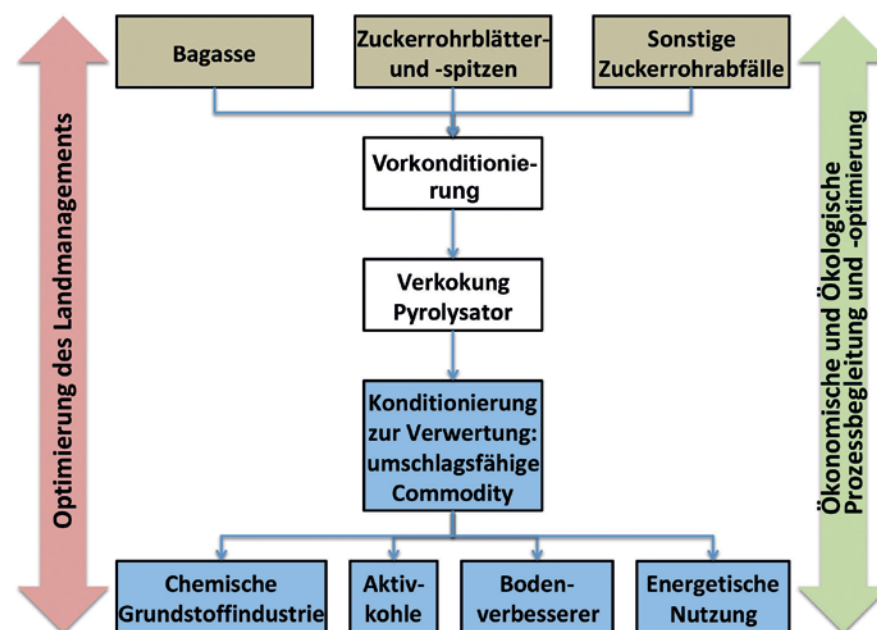 Optimierung des Landmanagements
Bagasse
Zuckerrohrblätter-
und -spitzen
Sonstige
Zuckerrohrabfälle
Vorkonditionie-
rung
Verkokung
Pyrolysator
Konditionierung
zur Verwertung:
umschlagsfähige
Commodity
Chemische
Grundstoffindustrie
Aktiv-
kohle
Boden-
verbesserer
Energetische
Nutzung
Ökonomische und Ökologische
Prozessbegleitung und -optimierung